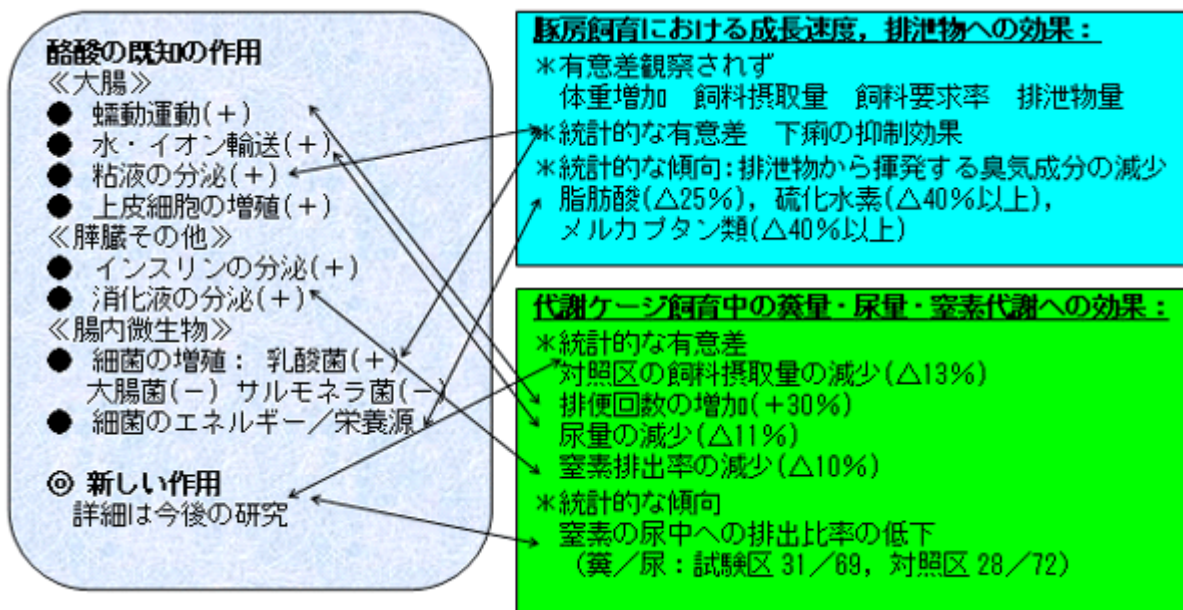 酪酸の既知の作用
≪大腸≫
● 蠕動運動(+)
● 水・イオン輸送(+)
● 粘液の分泌(+)
● 上皮細胞の増殖(+)
≪膵臓その他≫
● インスリンの分泌(+)
● 消化液の分泌(+)
≪腸内微生物≫
● 細菌の増殖: 乳酸菌(+)
大腸菌(-) サルモネラ菌(-)
● 細菌のエネルギー/栄養源
◎ 新しい作用
詳細は今後の研究
豚房飼育における成長速度,排泄物への効果:
*有意差観察されず
体重増加 飼料摂取量 飼料要求率 排泄物量
*統計的な有意差 下痢の抑制効果
*統計的な傾向:排泄物から揮発する臭気成分の減少
脂肪酸(△25%),硫化水素(△40%以上),
メルカプタン類(△40%以上)
代謝ケージ飼育中の糞量・尿量・窒素代謝への効果:
*統計的な有意差
対照区の飼料摂取量の減少(△13%)
排便回数の増加(+30%)
尿量の減少(△11%)
窒素排出率の減少(△10%)
*統計的な傾向
窒素の尿中への排出比率の低下
(糞/尿:試験区 31/69,対照区 28/72)